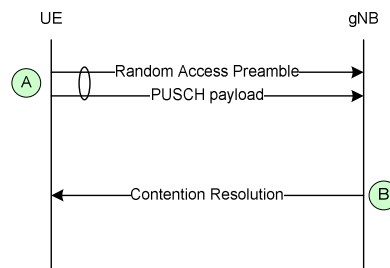 UE gNB
Random Access Preamble
A
PUSCH payload
Contention Resolution
B